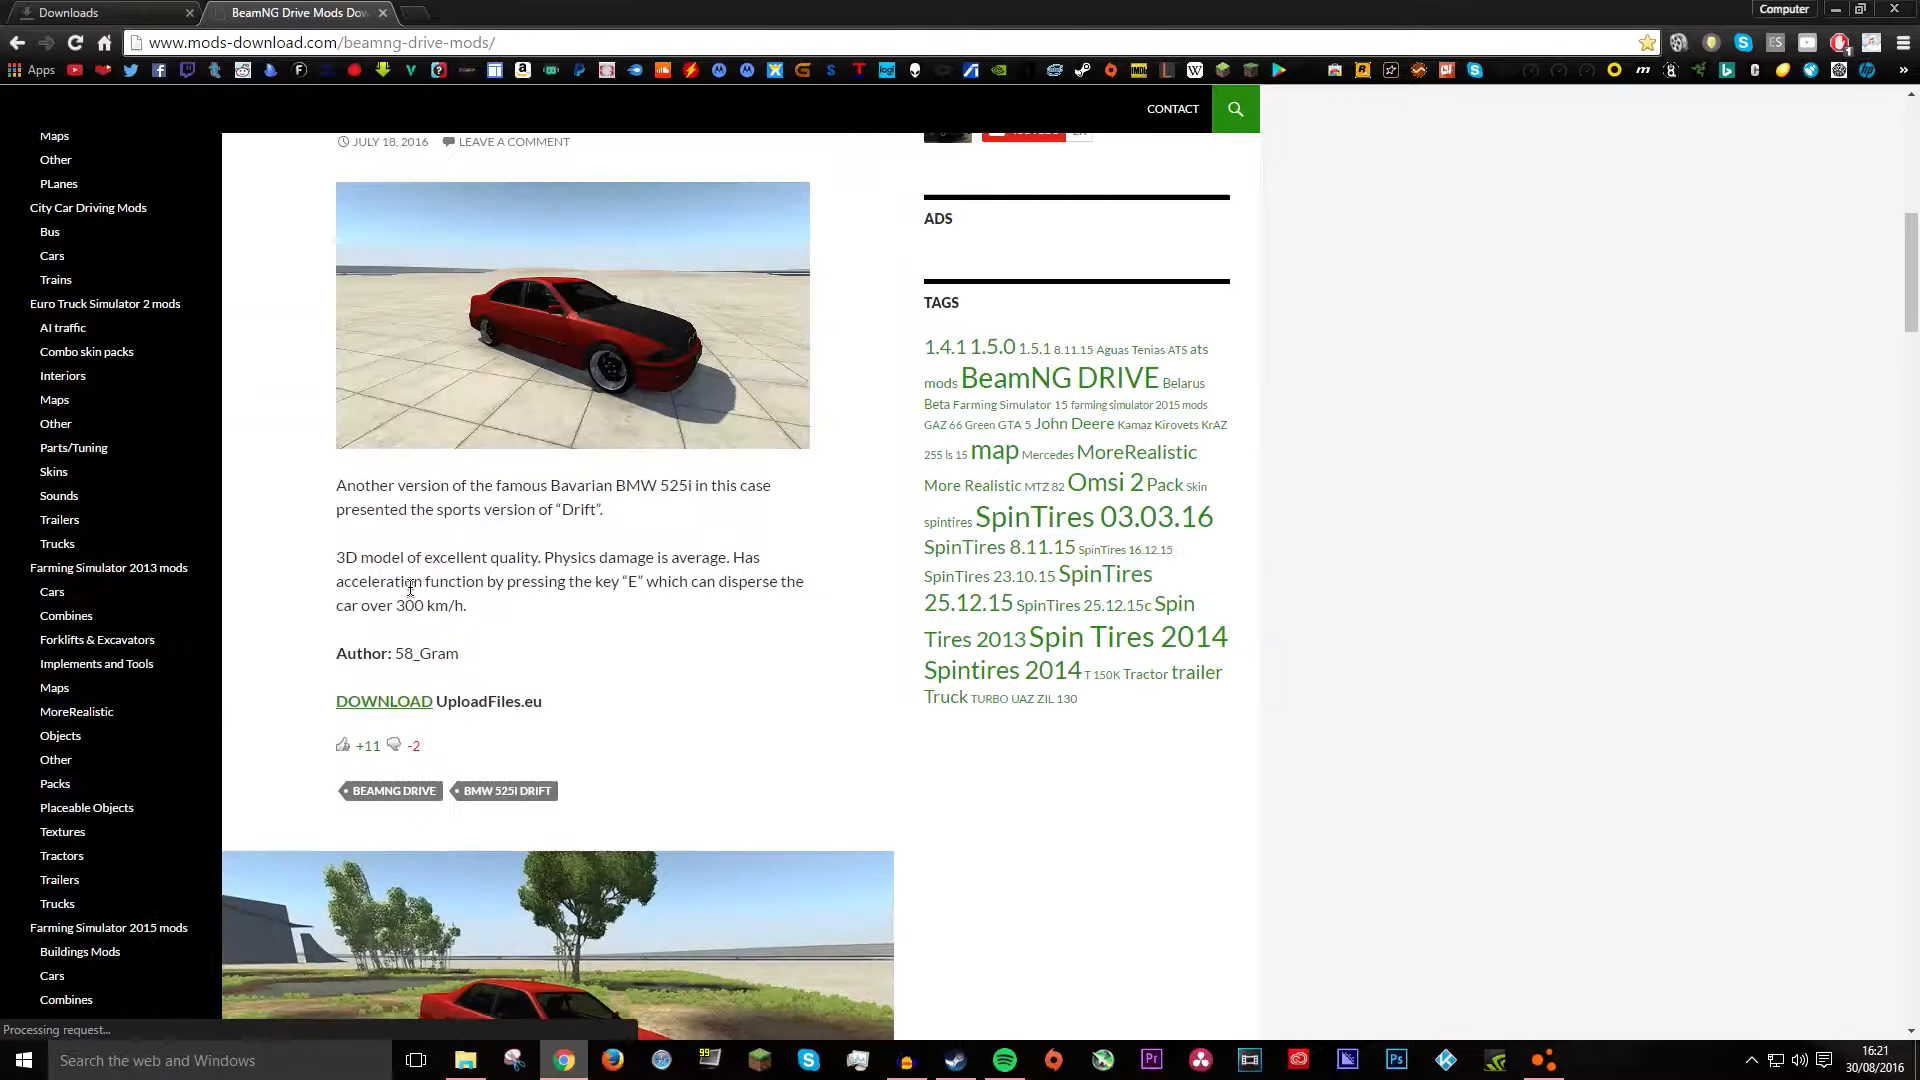 Downloads
BeamNG Drive Mods Dow
Computer
www.mods-download.com/beamng-drive-mods/
Apps
CONTACT
Maps
Other
PLanes
City Car Driving Mods
Bus
Cars
Trains
Euro Truck Simulator 2 mods
AI traffic
Combo skin packs
Interiors
Maps
Other
Parts/Tuning
Skins
Sounds
Trailers
Trucks
Farming Simulator 2013 mods
Cars
Combines
Forklifts & Excavators
Implements and Tools
Maps
MoreRealistic
Objects
Other
Packs
Placeable Objects
Textures
Tractors
Trailers
Trucks
Farming Simulator 2015 mods
Buildings Mods
Cars
Combines
JULY 18, 2016 LEAVE A COMMENT
Another version of the famous Bavarian BMW 525i in this case
presented the sports version of “Drift”.
3D model of excellent quality. Physics damage is average. Has
acceleration function by pressing the key “E” which can disperse the
car over 300 km/h.
Author: 58_Gram
DOWNLOAD UploadFiles.eu
+11 -2
BEAMNG DRIVE BMW 525I DRIFT
ADS
TAGS
1.4.1 1.5.0 1.5.1 8.11.15 Aguas Tenias ATS ats
mods BeamNG DRIVE Belarus
Beta Farming Simulator 15 farming simulator 2015 mods
GAZ 66 Green GTA 5 John Deere Kamaz Kirovets KrAZ
255 ls 15 map Mercedes MoreRealistic
More Realistic MTZ 82 Omsi 2 Pack Skin
spintires SpinTires 03.03.16
SpinTires 8.11.15 SpinTires 16.12.15
SpinTires 23.10.15 SpinTires
25.12.15 SpinTires 25.12.15c Spin
Tires 2013 Spin Tires 2014
Spintires 2014 T 150K Tractor trailer
Truck TURBO UAZ ZIL 130
Processing request...
Search the web and Windows
16:21
30/08/2016